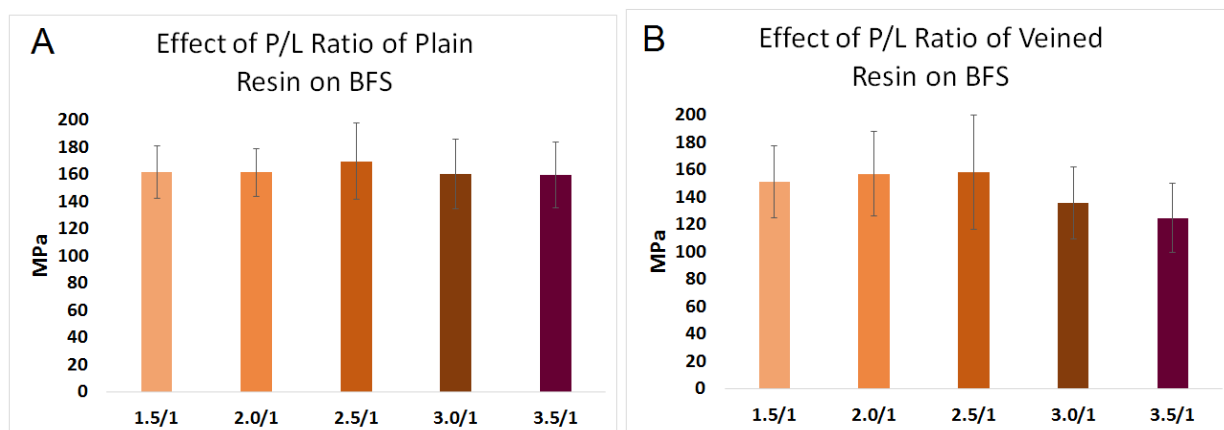 A
Effect of P/L Ratio of Plain
Resin on BFS
MPa
200
180
160
140
120
100
80
60
40
20
0
1.5/1 2.0/1 2.5/1 3.0/1 3.5/1
B
Effect of P/L Ratio of Veined
Resin on BFS
MPa
200
180
160
140
120
100
80
60
40
20
0
1.5/1 2.0/1 2.5/1 3.0/1 3.5/1